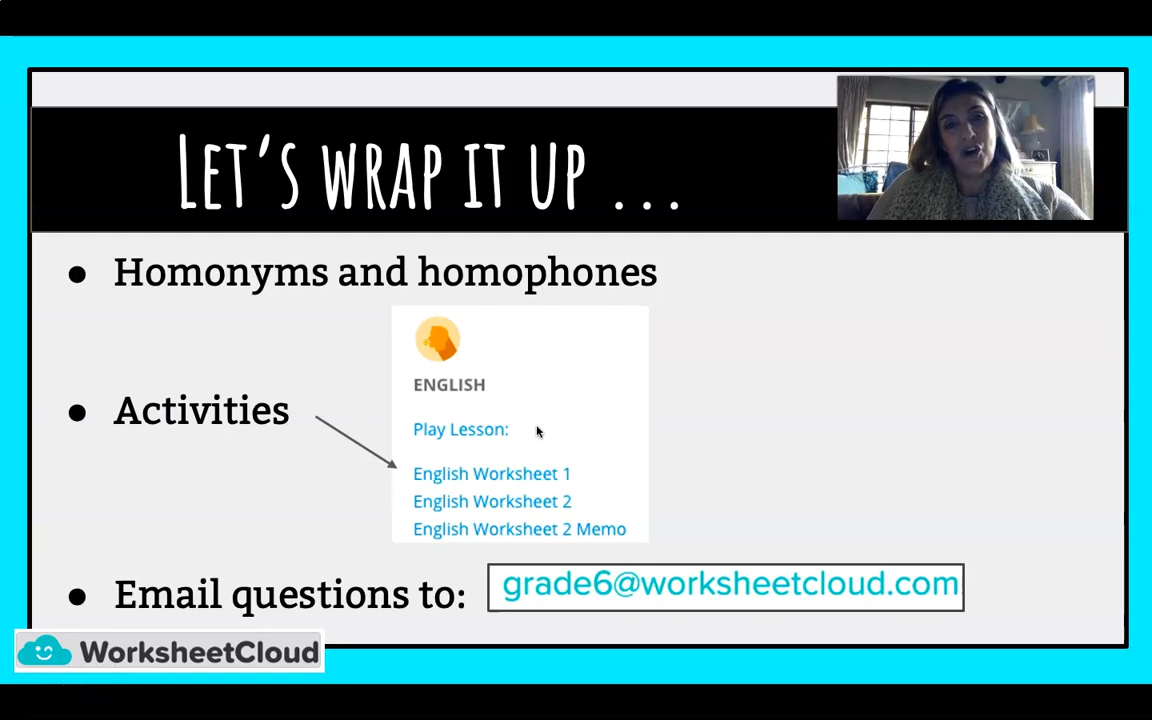 LET'S WRAP IT UP ...
● Homonyms and homophones
ENGLISH
● Activities
Play Lesson:
English Worksheet 1
English Worksheet 2
English Worksheet 2 Memo
● Email questions to: grade6@worksheetcloud.com
WorksheetCloud